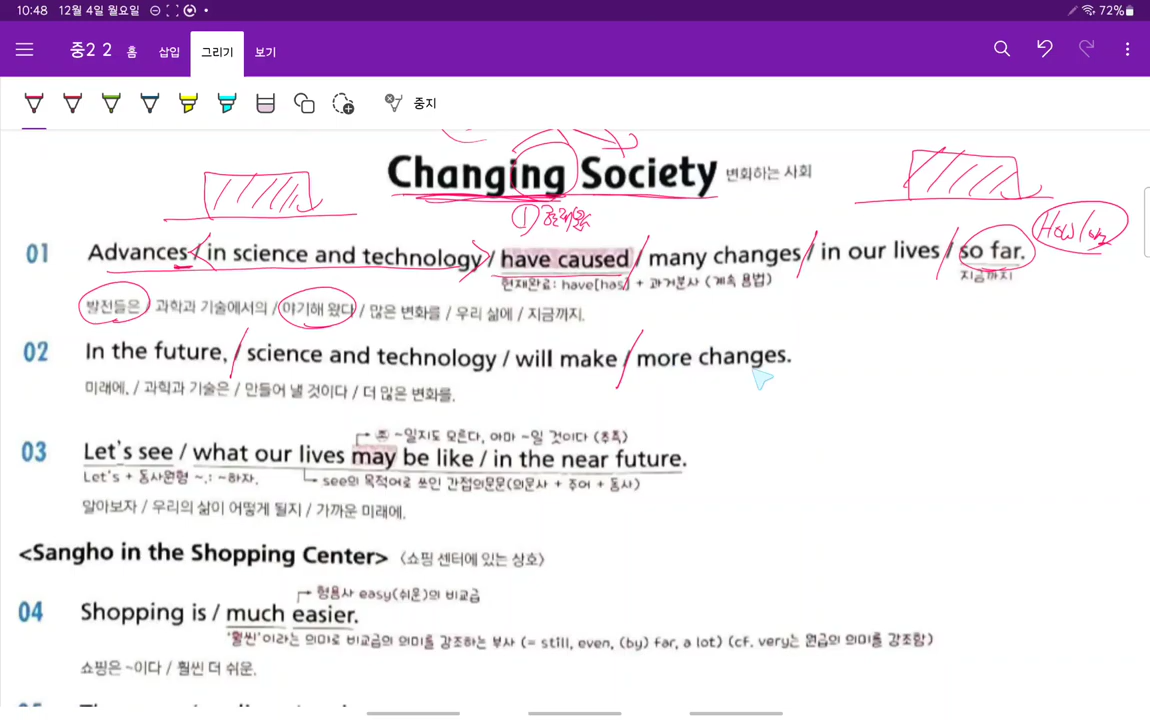 10:48 12월 4일 월요일 72%
중2 2 홈 삽입 그리기 보기
중지
Changing Society 변화하는 사회
①
01 Advances / in science and technology / have caused / many changes / in our lives / so far.
현재완료: have[has] + 과거분사 (계속 용법) 지금까지
발전들은 / 과학과 기술에서의 / 야기해 왔다 / 많은 변화를 / 우리 삶에 / 지금까지.
02 In the future, / science and technology / will make / more changes.
미래에, / 과학과 기술은 / 만들어 낼 것이다 / 더 많은 변화를.
조 ~일지도 모른다, 아마 ~일 것이다 (추측)
03 Let's see / what our lives may be like / in the near future.
Let's + 동사원형 ~.: ~하자. see의 목적어로 쓰인 간접의문문(의문사 + 주어 + 동사)
알아보자 / 우리의 삶이 어떻게 될지 / 가까운 미래에.
<Sangho in the Shopping Center> 〈쇼핑 센터에 있는 상호〉
형용사 easy(쉬운)의 비교급
04 Shopping is / much easier.
'훨씬'이라는 의미로 비교급의 의미를 강조하는 부사 (= still, even, (by) far, a lot) (cf. very는 원급의 의미를 강조함)
쇼핑은 ~이다 / 훨씬 더 쉬운.